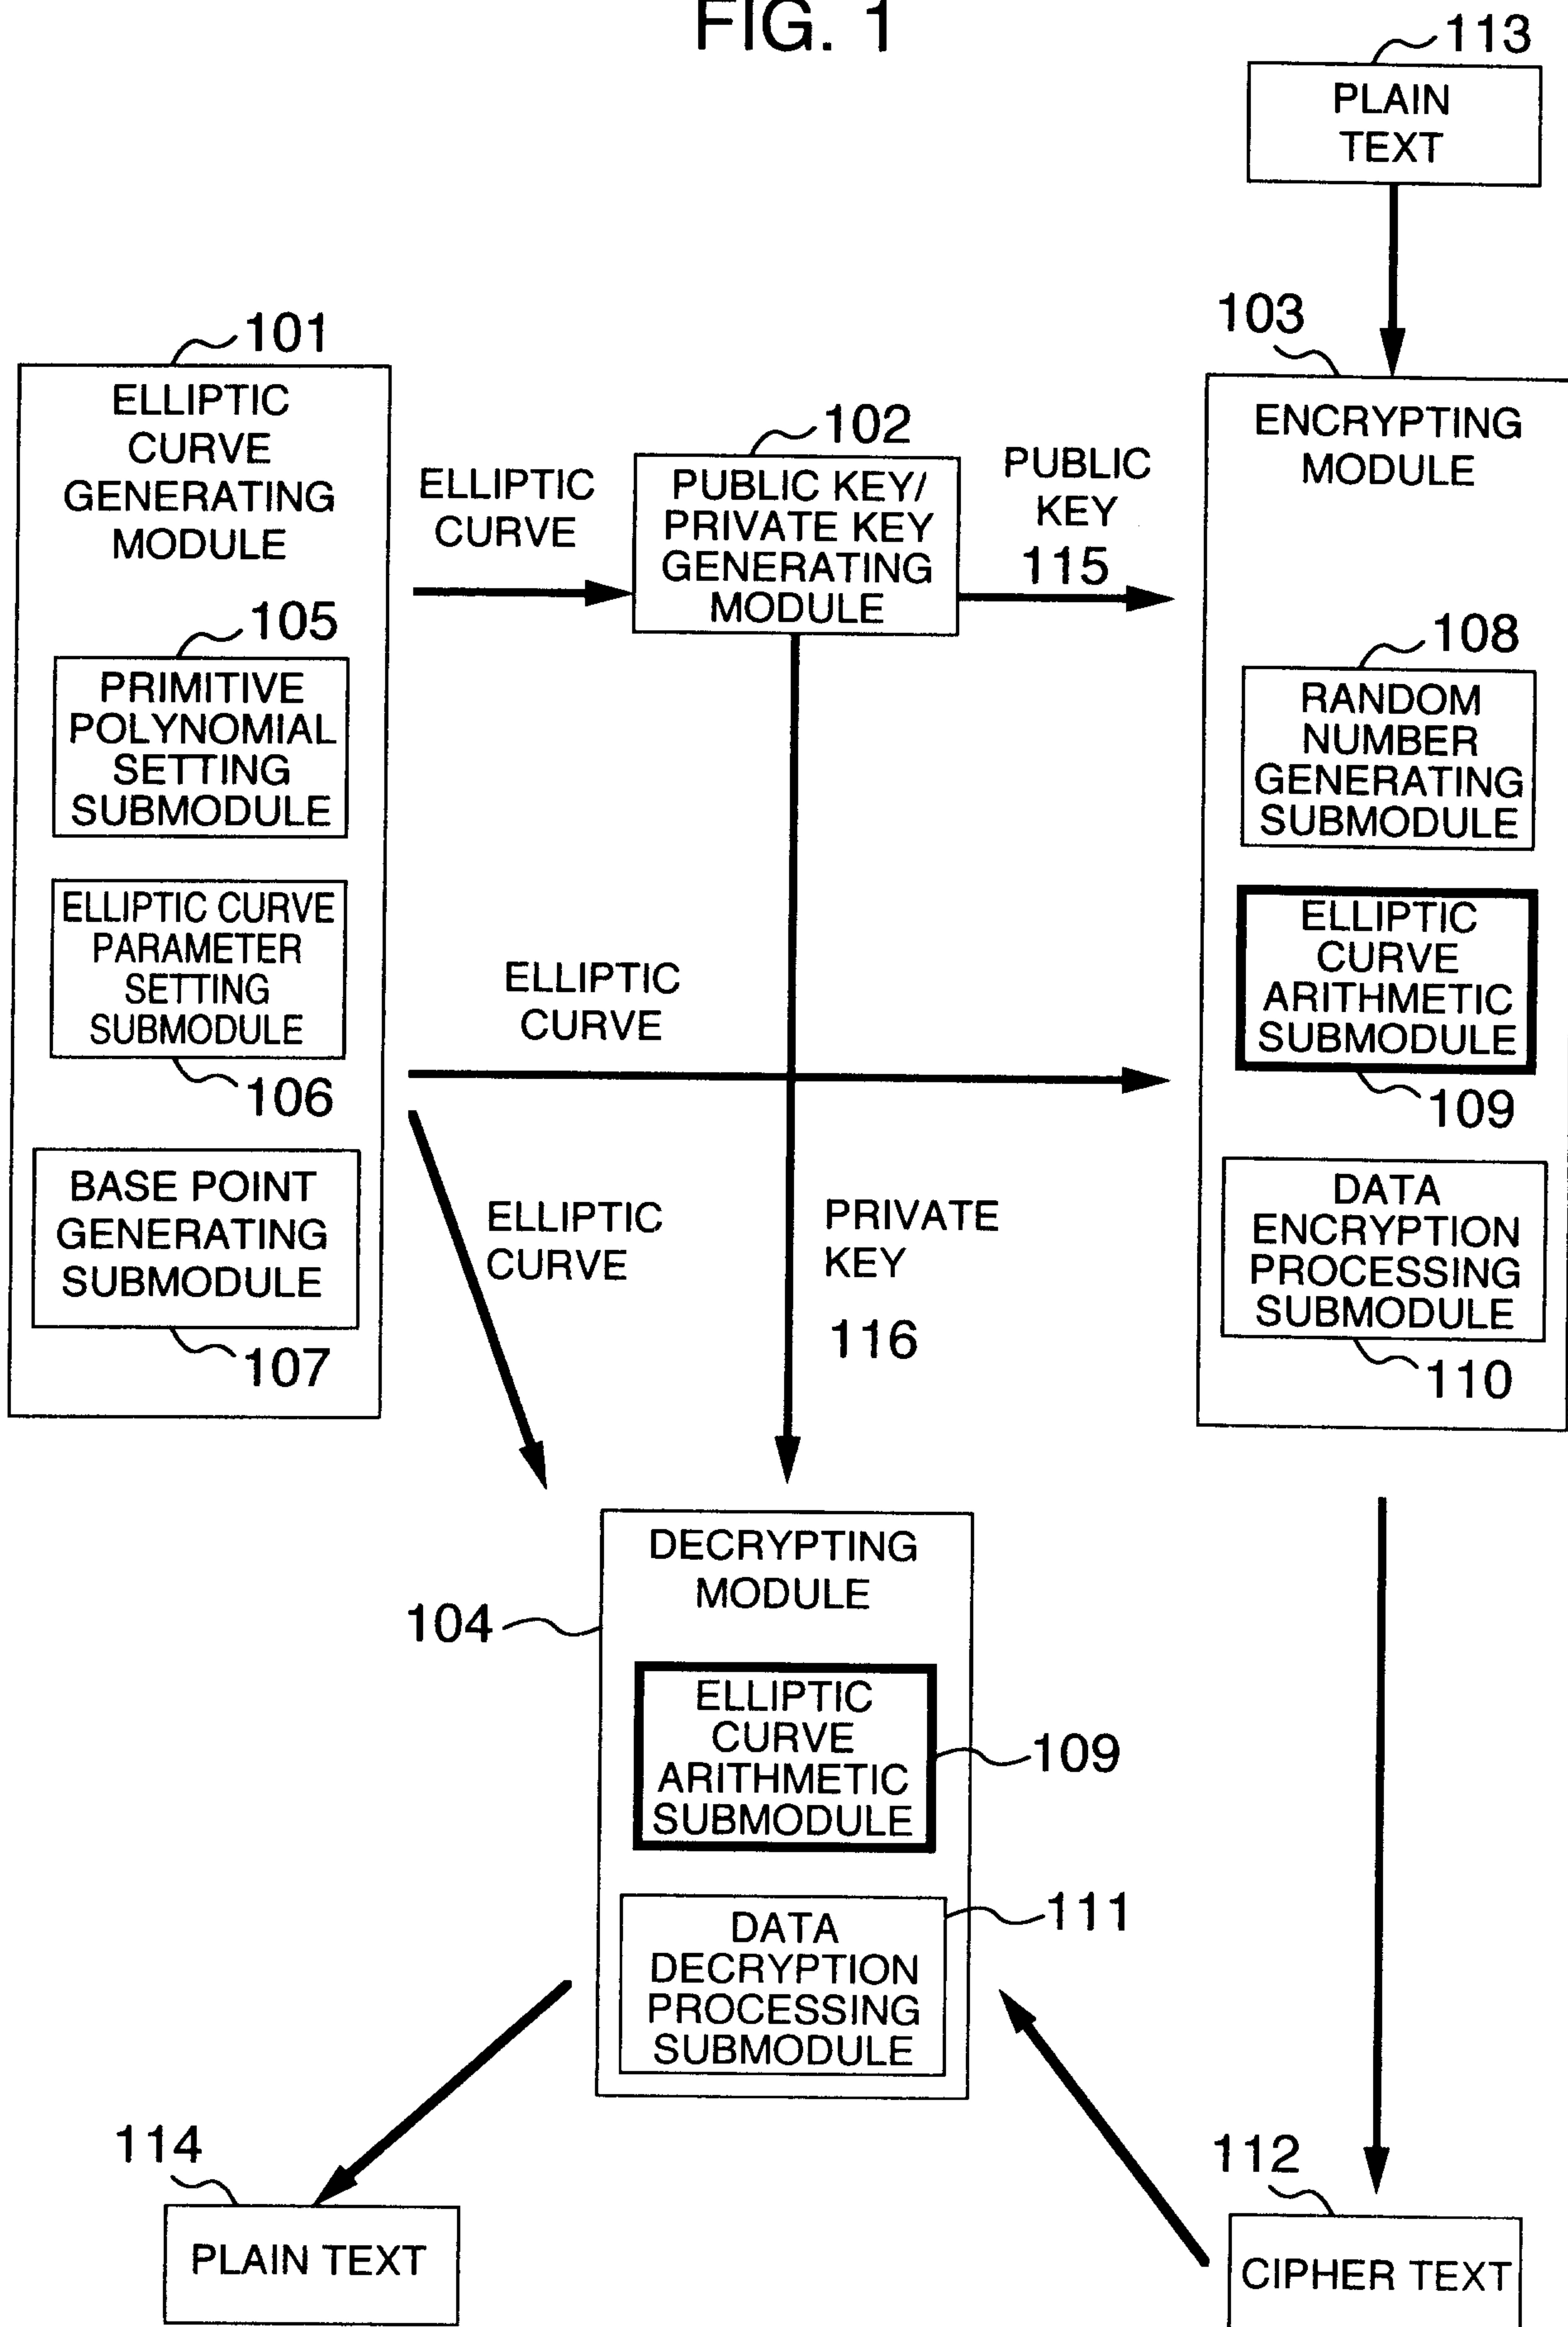 FIG. 1
113
PLAIN
TEXT
101
ELLIPTIC
CURVE
GENERATING
MODULE
105
PRIMITIVE
POLYNOMIAL
SETTING
SUBMODULE
ELLIPTIC CURVE
PARAMETER
SETTING
SUBMODULE
106
BASE POINT
GENERATING
SUBMODULE
107
ELLIPTIC
CURVE
102
PUBLIC KEY/
PRIVATE KEY
GENERATING
MODULE
PUBLIC
KEY
115
103
ENCRYPTING
MODULE
108
RANDOM
NUMBER
GENERATING
SUBMODULE
ELLIPTIC
CURVE
ARITHMETIC
SUBMODULE
109
DATA
ENCRYPTION
PROCESSING
SUBMODULE
110
ELLIPTIC
CURVE
ELLIPTIC
CURVE
PRIVATE
KEY
116
DECRYPTING
MODULE
104
ELLIPTIC
CURVE
ARITHMETIC
SUBMODULE
109
DATA
DECRYPTION
PROCESSING
SUBMODULE
111
114
PLAIN TEXT
112
CIPHER TEXT